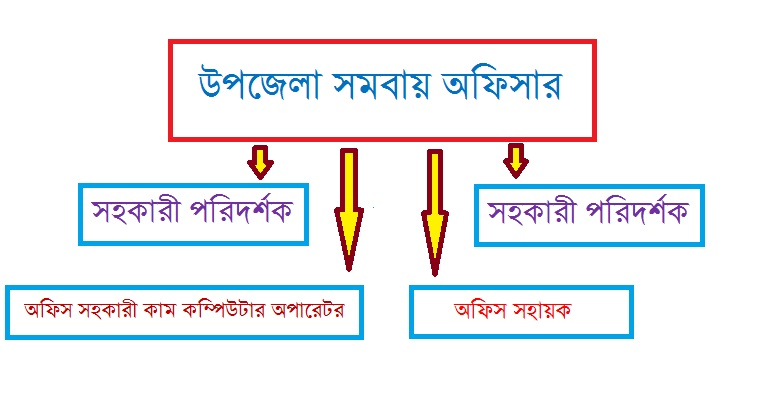 উপজেলা সমবায় অফিসার
সহকারী পরিদর্শক
সহকারী পরিদর্শক
অফিস সহকারী কাম কম্পিউটার অপারেটর
অফিস সহায়ক